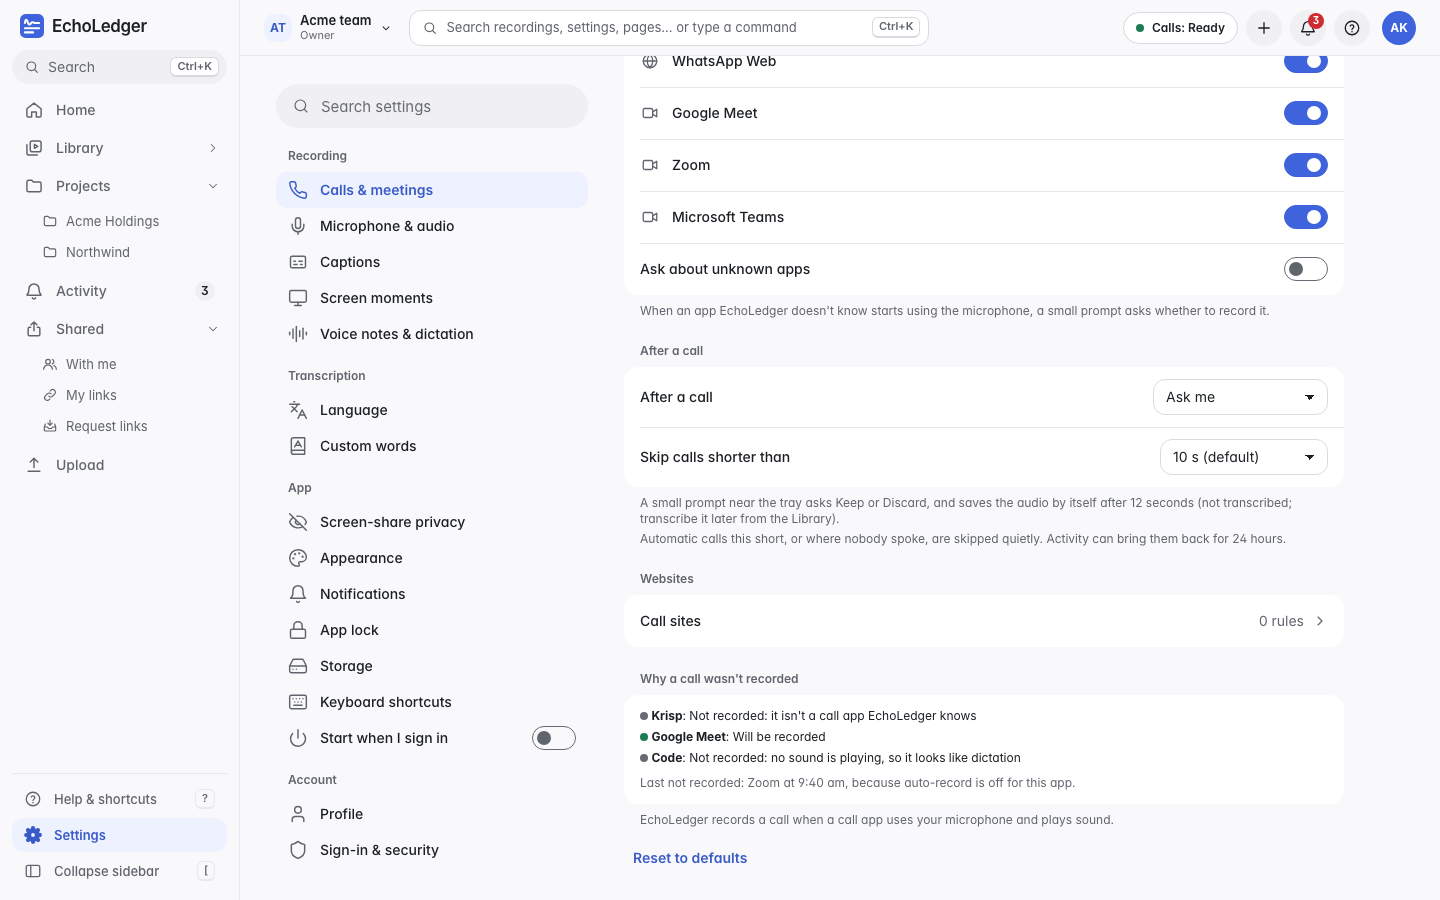 EchoLedger
Search Ctrl+K
Home
Library
Projects
Acme Holdings
Northwind
Activity 3
Shared
With me
My links
Request links
Upload
Help & shortcuts ?
Settings
Collapse sidebar [
AT Acme team
Owner
Search recordings, settings, pages... or type a command Ctrl+K
Calls: Ready
3
AK
Search settings
Recording
Calls & meetings
Microphone & audio
Captions
Screen moments
Voice notes & dictation
Transcription
Language
Custom words
App
Screen-share privacy
Appearance
Notifications
App lock
Storage
Keyboard shortcuts
Start when I sign in
Account
Profile
Sign-in & security
WhatsApp Web
Google Meet
Zoom
Microsoft Teams
Ask about unknown apps
When an app EchoLedger doesn't know starts using the microphone, a small prompt asks whether to record it.
After a call
After a call Ask me
Skip calls shorter than 10 s (default)
A small prompt near the tray asks Keep or Discard, and saves the audio by itself after 12 seconds (not transcribed;
transcribe it later from the Library).
Automatic calls this short, or where nobody spoke, are skipped quietly. Activity can bring them back for 24 hours.
Websites
Call sites 0 rules
Why a call wasn't recorded
Krisp: Not recorded: it isn't a call app EchoLedger knows
Google Meet: Will be recorded
Code: Not recorded: no sound is playing, so it looks like dictation
Last not recorded: Zoom at 9:40 am, because auto-record is off for this app.
EchoLedger records a call when a call app uses your microphone and plays sound.
Reset to defaults